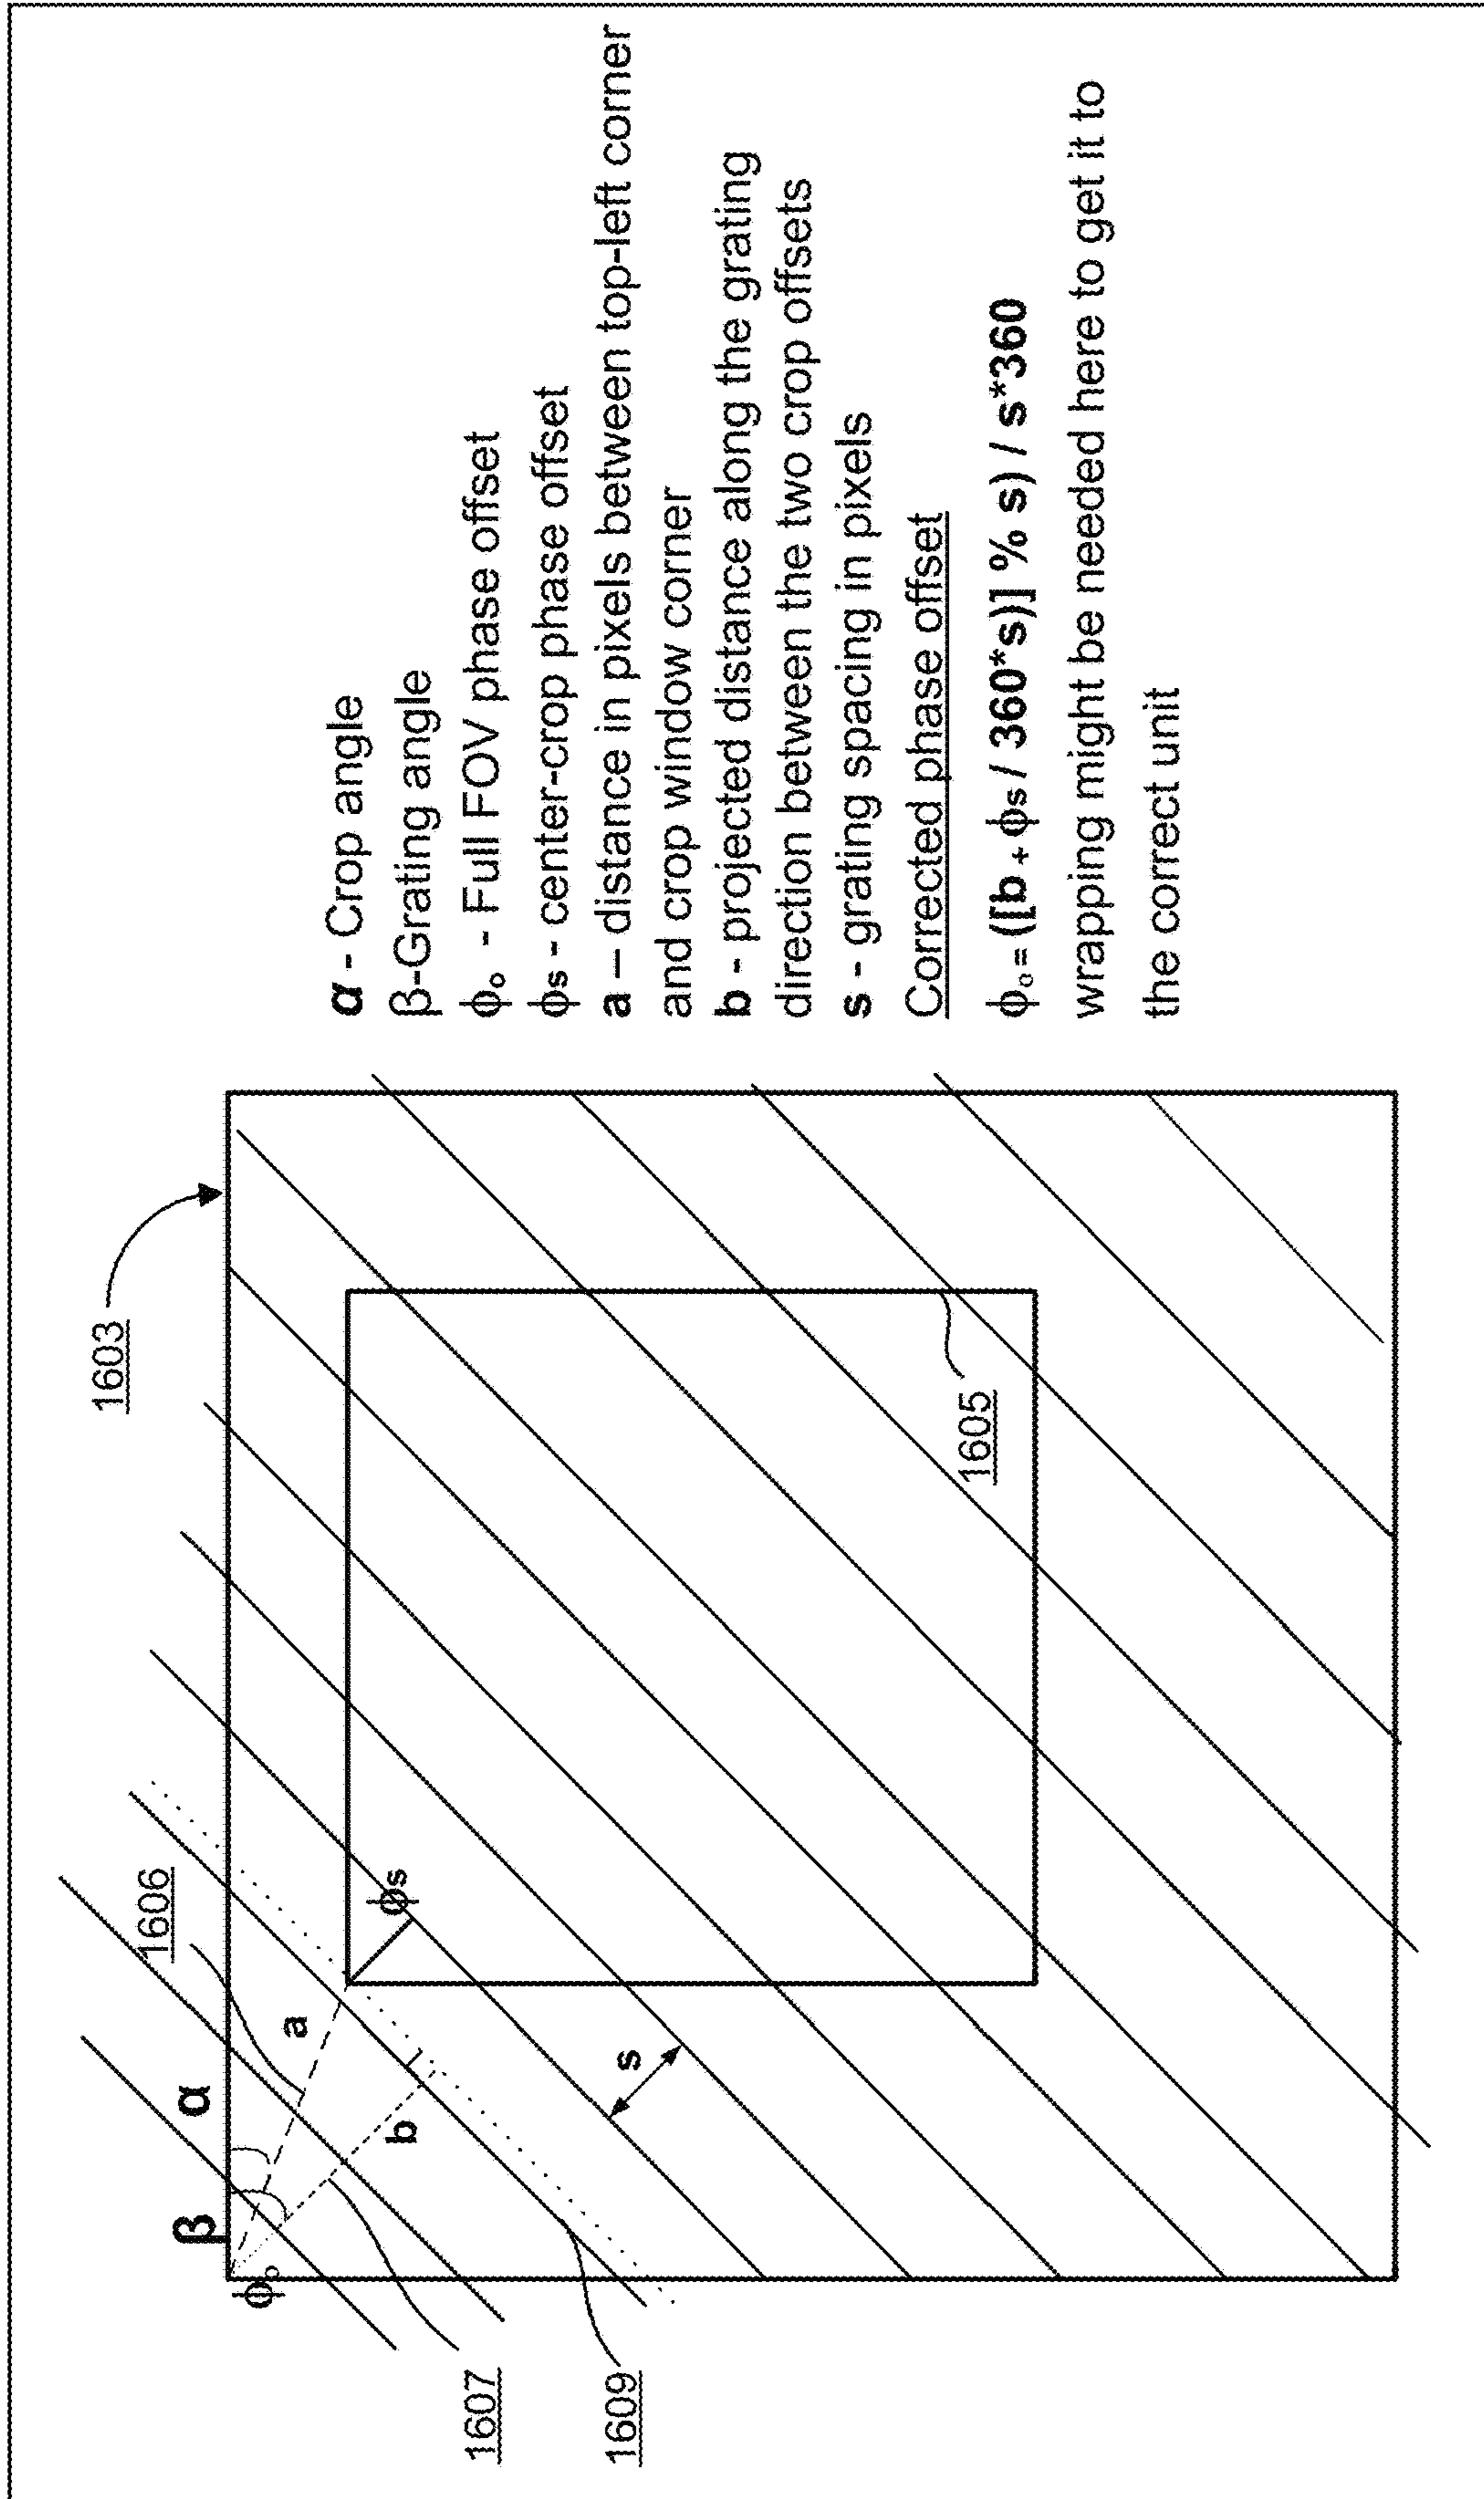 1603
1606
α
a
β
ϕo
b
ϕs
s
1607
1609
1605
α - Crop angle
β-Grating angle
ϕo - Full FOV phase offset
ϕs - center-crop phase offset
a – distance in pixels between top-left corner
and crop window corner
b - projected distance along the grating
direction between the two crop offsets
s - grating spacing in pixels
Corrected phase offset
ϕo = ([b + ϕs / 360*s)] % s) / s*360
wrapping might be needed here to get it to
the correct unit